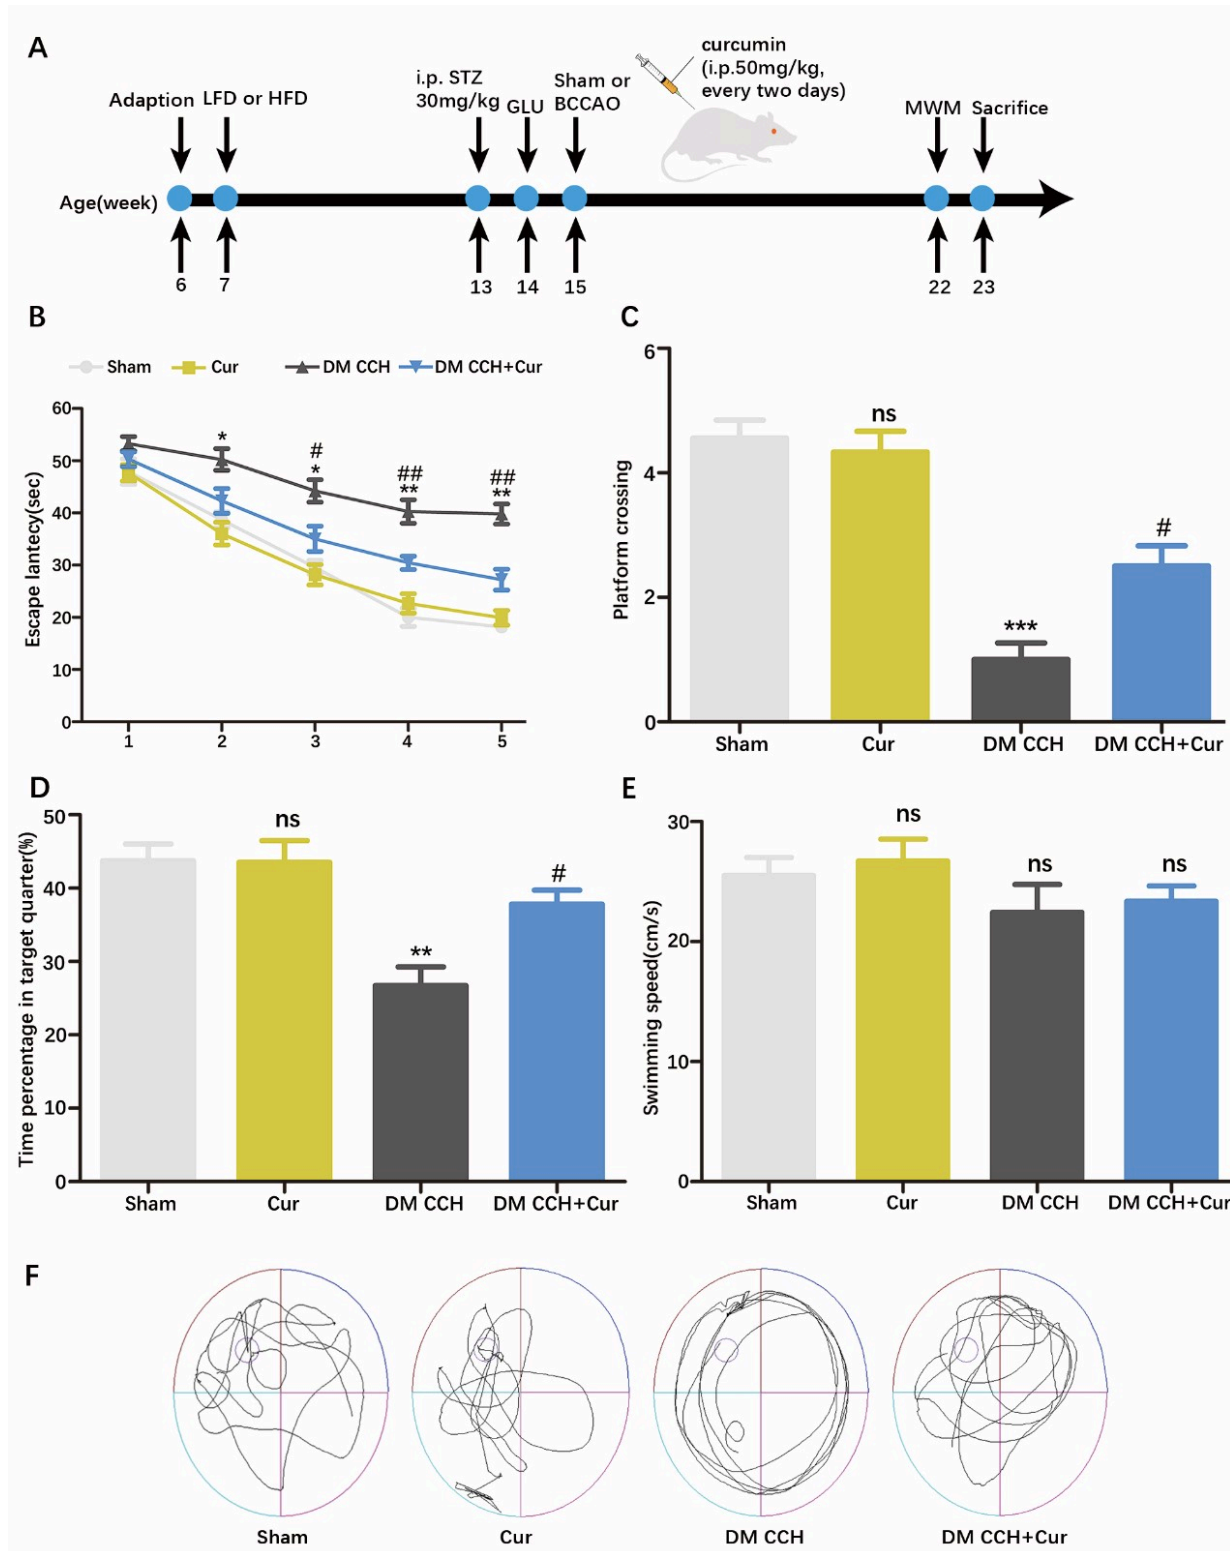 A
Adaption
LFD or HFD
i.p. STZ
30mg/kg
GLU
Sham or
BCCAO
curcumin
(i.p.50mg/kg,
every two days)
MWM
Sacrifice
Age(week)
6 7 13 14 15 22 23
B
Sham Cur DM CCH DM CCH+Cur
Escape lantecy(sec)
60
50
40
30
20
10
0
*
#
*
##
**
##
**
1 2 3 4 5
C
Platform crossing
6
4
2
0
ns
***
#
Sham Cur DM CCH DM CCH+Cur
D
Time percentage in target quarter(%)
50
40
30
20
10
0
ns
**
#
Sham Cur DM CCH DM CCH+Cur
E
Swimming speed(cm/s)
30
20
10
0
ns
ns
ns
Sham Cur DM CCH DM CCH+Cur
F
Sham Cur DM CCH DM CCH+Cur